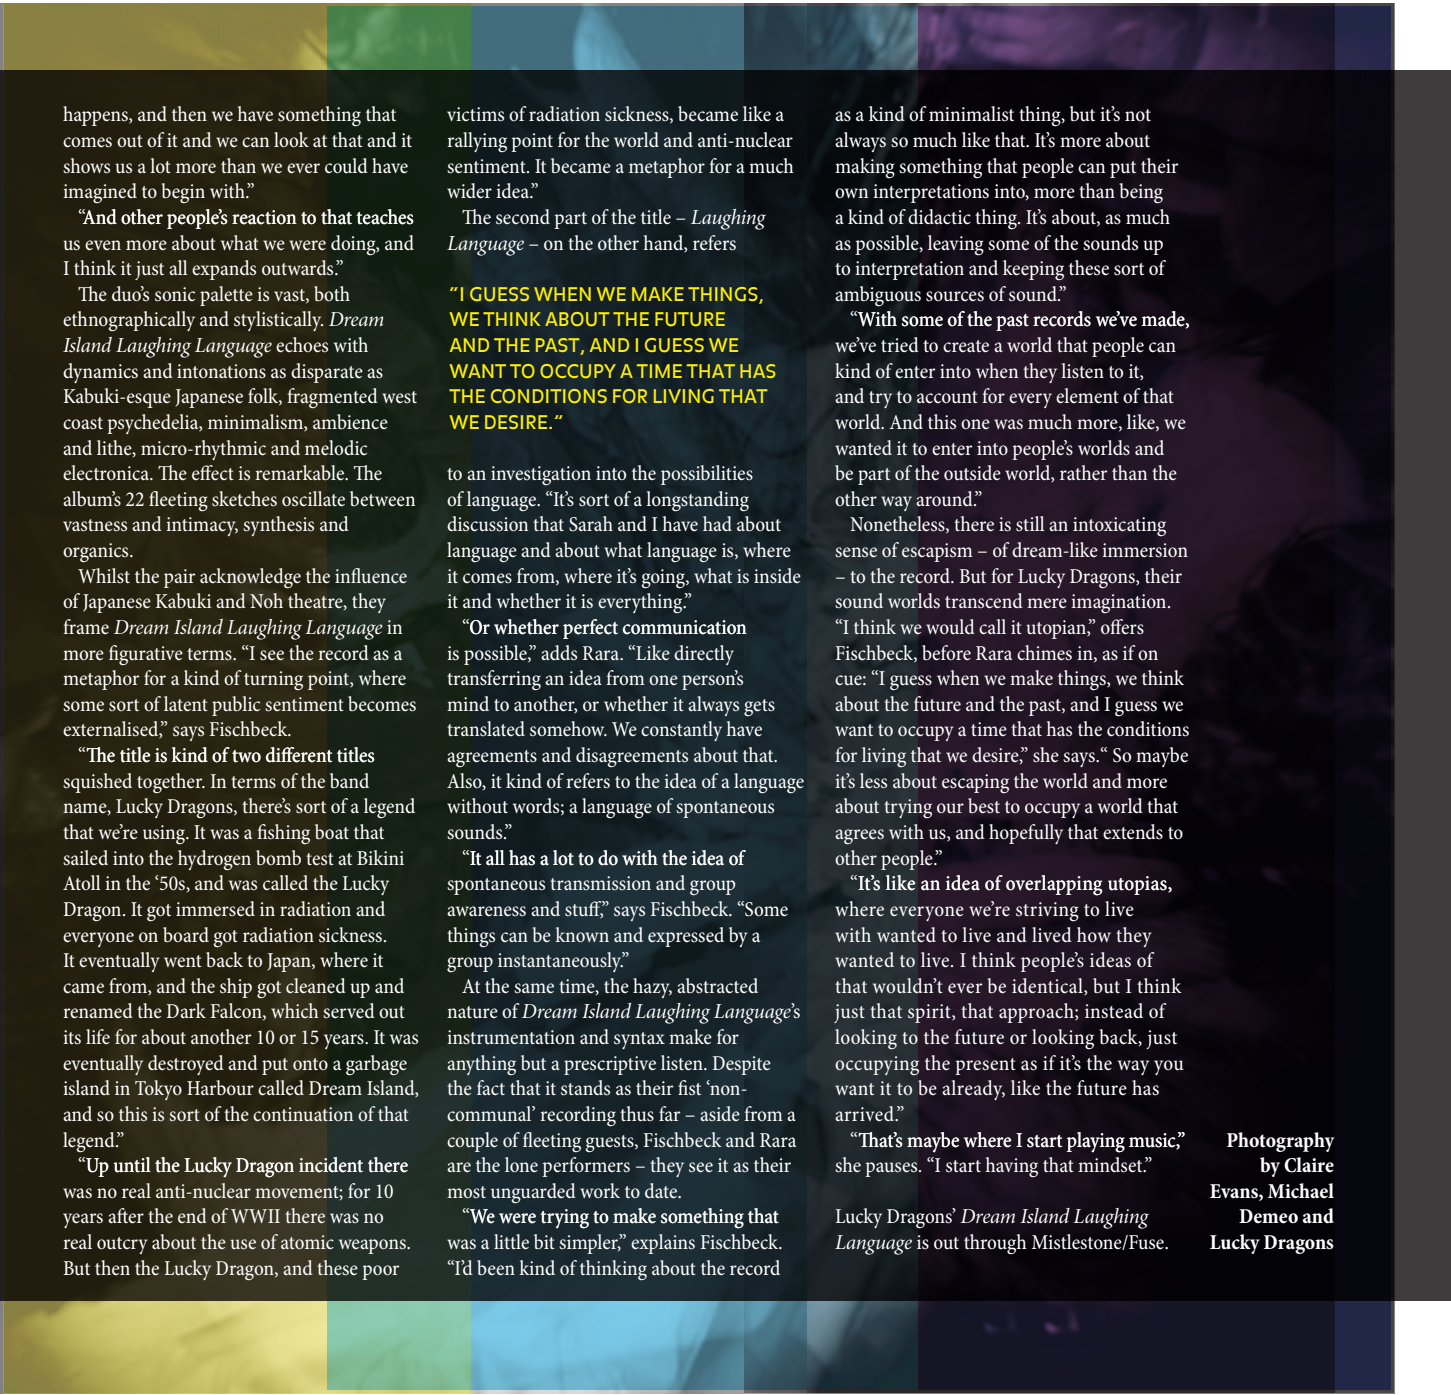 happens, and then we have something that
comes out of it and we can look at that and it
shows us a lot more than we ever could have
imagined to begin with.”
“And other people’s reaction to that teaches
us even more about what we were doing, and
I think it just all expands outwards.”
The duo’s sonic palette is vast, both
ethnographically and stylistically. Dream
Island Laughing Language echoes with
dynamics and intonations as disparate as
Kabuki-esque Japanese folk, fragmented west
coast psychedelia, minimalism, ambience
and lithe, micro-rhythmic and melodic
electronica. The effect is remarkable. The
album’s 22 fleeting sketches oscillate between
vastness and intimacy, synthesis and
organics.
Whilst the pair acknowledge the influence
of Japanese Kabuki and Noh theatre, they
frame Dream Island Laughing Language in
more figurative terms. “I see the record as a
metaphor for a kind of turning point, where
some sort of latent public sentiment becomes
externalised,” says Fischbeck.
“The title is kind of two different titles
squished together. In terms of the band
name, Lucky Dragons, there’s sort of a legend
that we’re using. It was a fishing boat that
sailed into the hydrogen bomb test at Bikini
Atoll in the ‘50s, and was called the Lucky
Dragon. It got immersed in radiation and
everyone on board got radiation sickness.
It eventually went back to Japan, where it
came from, and the ship got cleaned up and
renamed the Dark Falcon, which served out
its life for about another 10 or 15 years. It was
eventually destroyed and put onto a garbage
island in Tokyo Harbour called Dream Island,
and so this is sort of the continuation of that
legend.”
“Up until the Lucky Dragon incident there
was no real anti-nuclear movement; for 10
years after the end of WWII there was no
real outcry about the use of atomic weapons.
But then the Lucky Dragon, and these poor
victims of radiation sickness, became like a
rallying point for the world and anti-nuclear
sentiment. It became a metaphor for a much
wider idea.”
The second part of the title – Laughing
Language – on the other hand, refers
“I GUESS WHEN WE MAKE THINGS,
WE THINK ABOUT THE FUTURE
AND THE PAST, AND I GUESS WE
WANT TO OCCUPY A TIME THAT HAS
THE CONDITIONS FOR LIVING THAT
WE DESIRE.“
to an investigation into the possibilities
of language. “It’s sort of a longstanding
discussion that Sarah and I have had about
language and about what language is, where
it comes from, where it’s going, what is inside
it and whether it is everything.”
“Or whether perfect communication
is possible,” adds Rara. “Like directly
transferring an idea from one person’s
mind to another, or whether it always gets
translated somehow. We constantly have
agreements and disagreements about that.
Also, it kind of refers to the idea of a language
without words; a language of spontaneous
sounds.”
“It all has a lot to do with the idea of
spontaneous transmission and group
awareness and stuff,” says Fischbeck. “Some
things can be known and expressed by a
group instantaneously.”
At the same time, the hazy, abstracted
nature of Dream Island Laughing Language’s
instrumentation and syntax make for
anything but a prescriptive listen. Despite
the fact that it stands as their fist ‘non-
communal’ recording thus far – aside from a
couple of fleeting guests, Fischbeck and Rara
are the lone performers – they see it as their
most unguarded work to date.
“We were trying to make something that
was a little bit simpler,” explains Fischbeck.
“I’d been kind of thinking about the record
as a kind of minimalist thing, but it’s not
always so much like that. It’s more about
making something that people can put their
own interpretations into, more than being
a kind of didactic thing. It’s about, as much
as possible, leaving some of the sounds up
to interpretation and keeping these sort of
ambiguous sources of sound.”
“With some of the past records we’ve made,
we’ve tried to create a world that people can
kind of enter into when they listen to it,
and try to account for every element of that
world. And this one was much more, like, we
wanted it to enter into people’s worlds and
be part of the outside world, rather than the
other way around.”
Nonetheless, there is still an intoxicating
sense of escapism – of dream-like immersion
– to the record. But for Lucky Dragons, their
sound worlds transcend mere imagination.
“I think we would call it utopian,” offers
Fischbeck, before Rara chimes in, as if on
cue: “I guess when we make things, we think
about the future and the past, and I guess we
want to occupy a time that has the conditions
for living that we desire,” she says.“ So maybe
it’s less about escaping the world and more
about trying our best to occupy a world that
agrees with us, and hopefully that extends to
other people.”
“It’s like an idea of overlapping utopias,
where everyone we’re striving to live
with wanted to live and lived how they
wanted to live. I think people’s ideas of
that wouldn’t ever be identical, but I think
just that spirit, that approach; instead of
looking to the future or looking back, just
occupying the present as if it’s the way you
want it to be already, like the future has
arrived.”
“That’s maybe where I start playing music,”
she pauses. “I start having that mindset.”
Lucky Dragons’ Dream Island Laughing
Language is out through Mistlestone/Fuse.
Photography
by Claire
Evans, Michael
Demeo and
Lucky Dragons